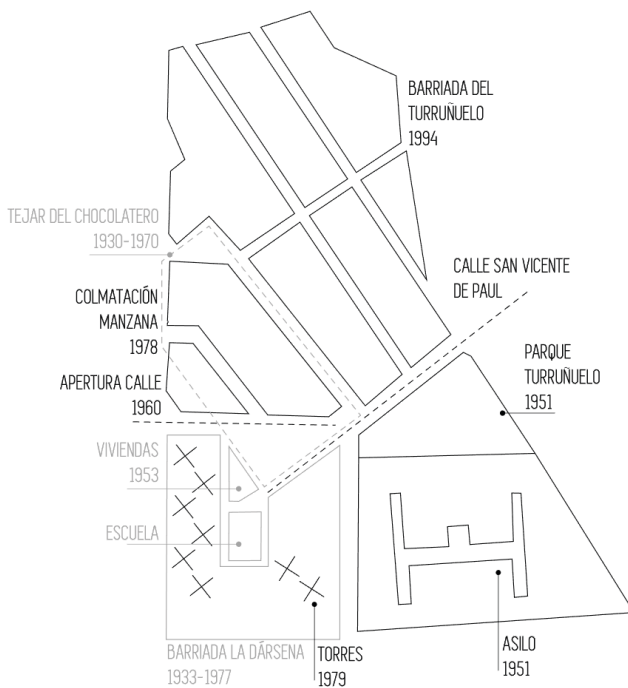 BARRIADA DEL
TURRUÑUELO
1994
TEJAR DEL CHOCOLATERO
1930-1970
CALLE SAN VICENTE
DE PAUL
COLMATACIÓN
MANZANA
1978
PARQUE
TURRUÑUELO
1951
APERTURA CALLE
1960
VIVIENDAS
1953
ESCUELA
BARRIADA LA DÁRSENA
1933-1977
TORRES
1979
ASILO
1951